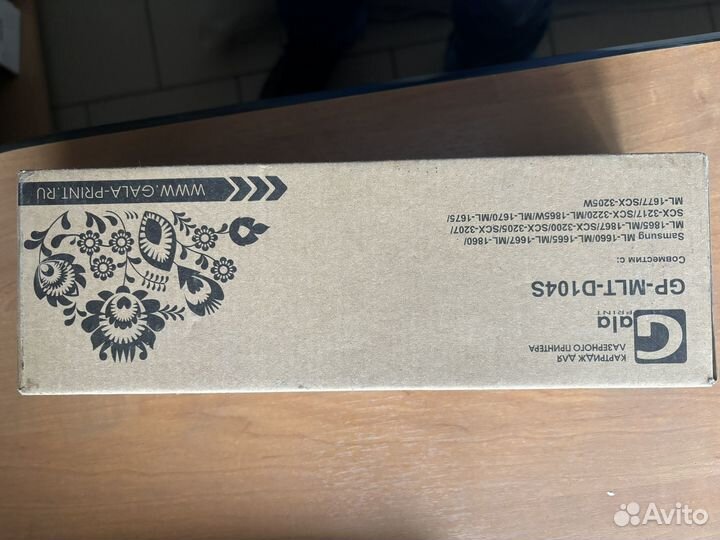 КАРТРИДЖ ДЛЯ
ЛАЗЕРНОГО ПРИНТЕРА
Gala
PRINT
GP-MLT-D104S
Совместим с:
Samsung ML-1660/ML-1665/ML-1667/ML-1860/
ML-1865/ML-1867/SCX-3200/SCX-3205/SCX-3207/
SCX-3217/SCX-3220/ML-1865W/ML-1670/ML-1675/
ML-1677/SCX-3205W
WWW.GALA-PRINT.RU
Avito